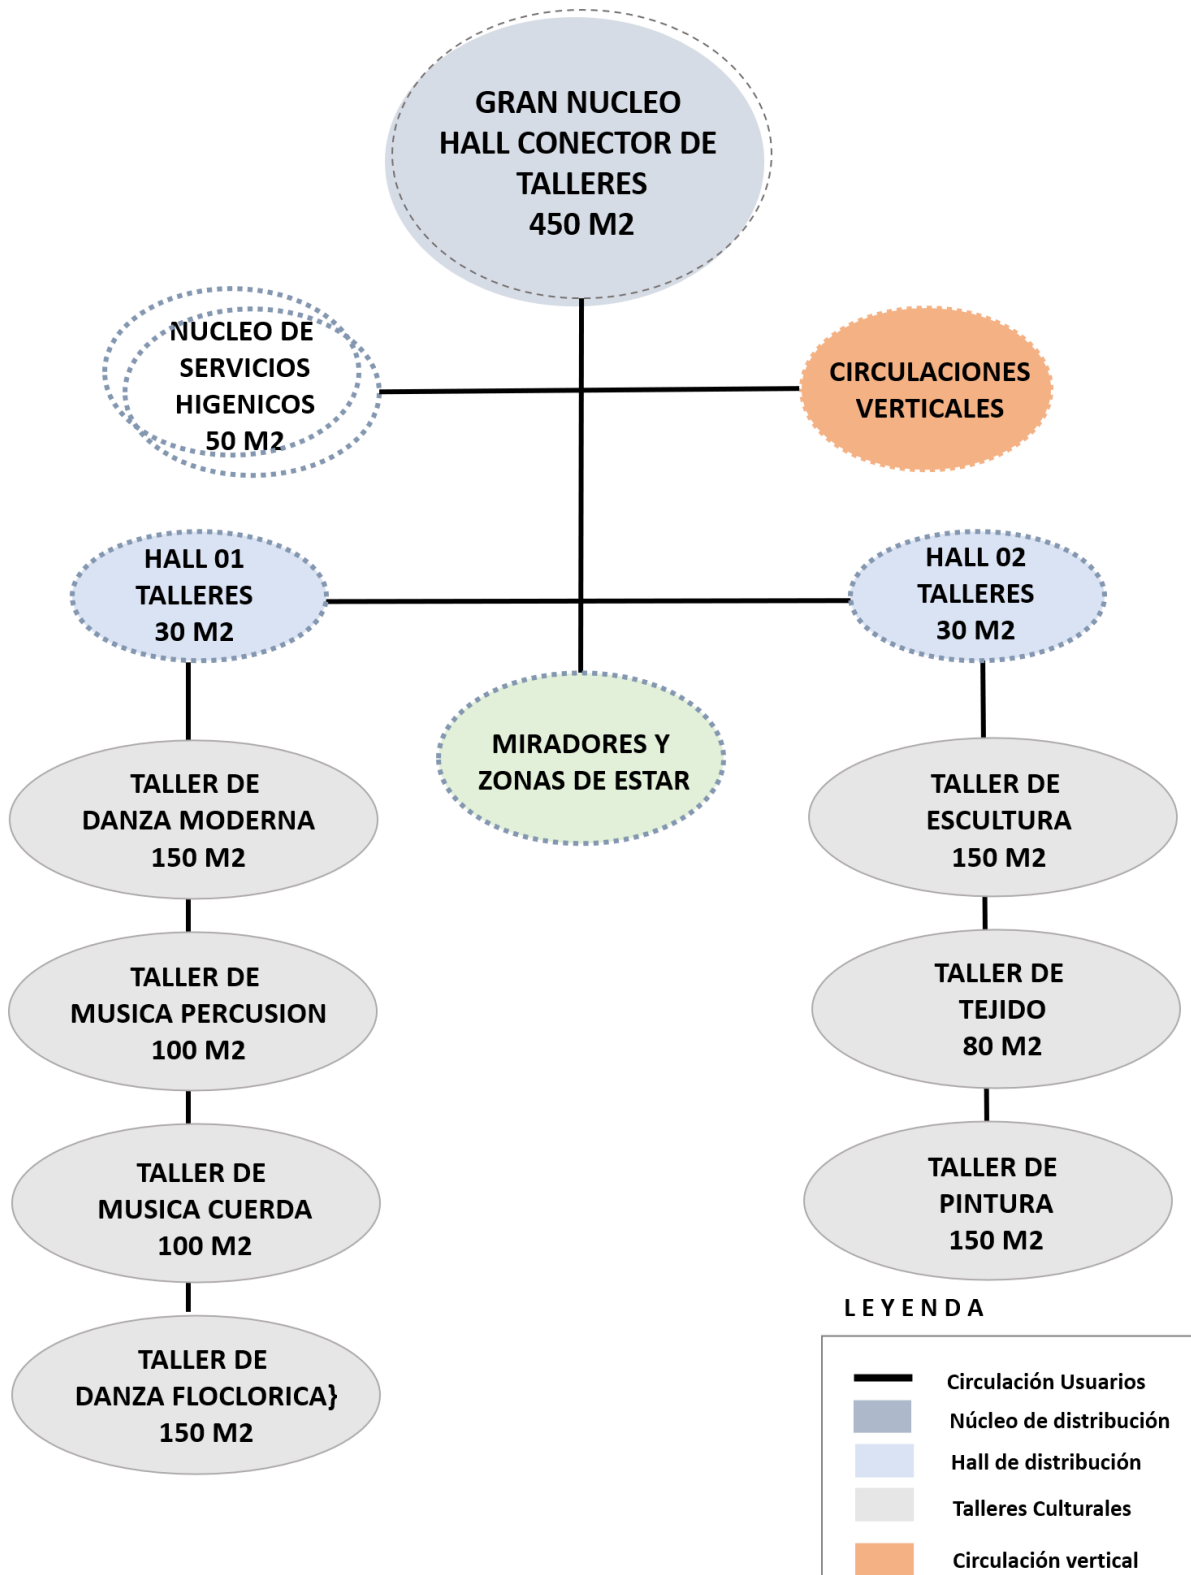 GRAN NUCLEO
HALL CONECTOR DE
TALLERES
450 M2
NUCLEO DE
SERVICIOS
HIGENICOS
50 M2
CIRCULACIONES
VERTICALES
HALL 01
TALLERES
30 M2
HALL 02
TALLERES
30 M2
MIRADORES Y
ZONAS DE ESTAR
TALLER DE
DANZA MODERNA
150 M2
TALLER DE
MUSICA PERCUSION
100 M2
TALLER DE
MUSICA CUERDA
100 M2
TALLER DE
DANZA FLOCLORICA}
150 M2
TALLER DE
ESCULTURA
150 M2
TALLER DE
TEJIDO
80 M2
TALLER DE
PINTURA
150 M2
LEYENDA
Circulación Usuarios
Núcleo de distribución
Hall de distribución
Talleres Culturales
Circulación vertical